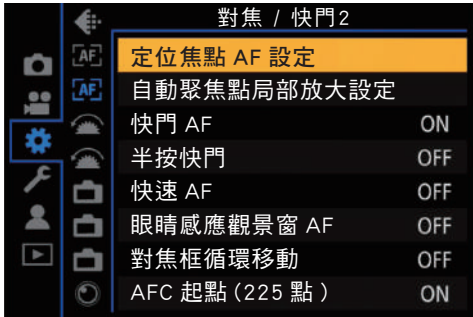 對焦 / 快門2
AF
定位焦點 AF 設定
AF
自動聚焦點局部放大設定
快門 AF ON
半按快門 OFF
快速 AF OFF
眼睛感應觀景窗 AF OFF
對焦框循環移動 OFF
AFC 起點 (225 點 ) ON